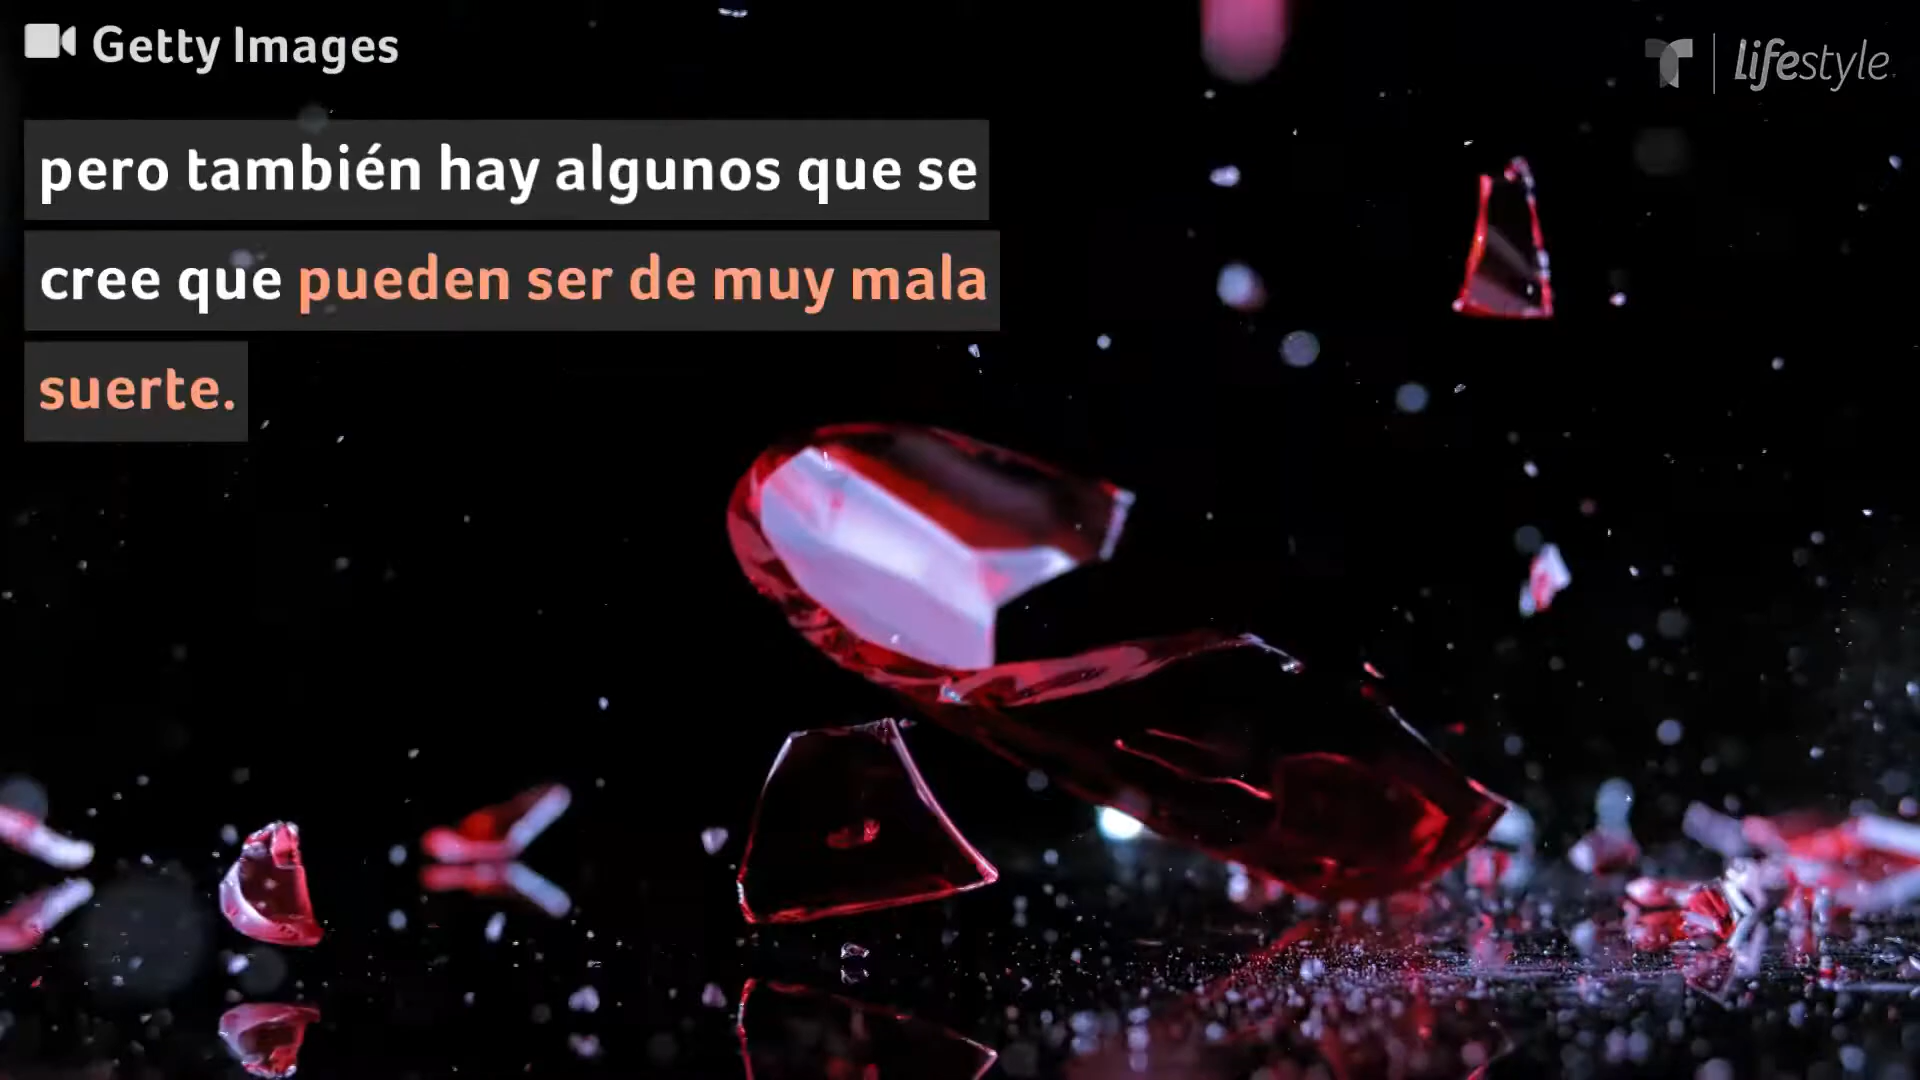 Getty Images
lifestyle
pero también hay algunos que se
cree que pueden ser de muy mala
suerte.